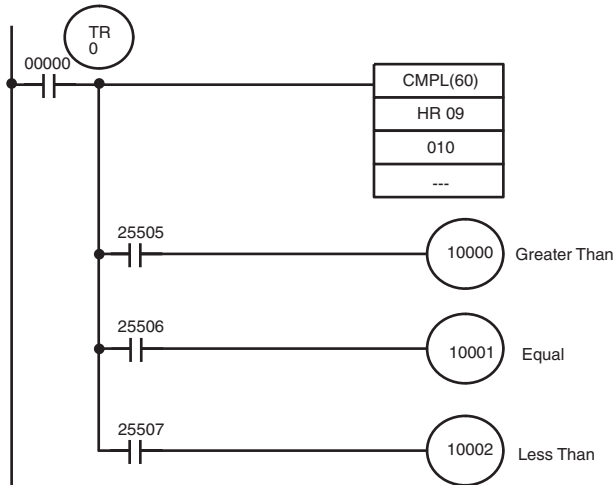 TR
0
00000
CMPL(60)
HR 09
010
---
25505
10000 Greater Than
25506
10001 Equal
25507
10002 Less Than